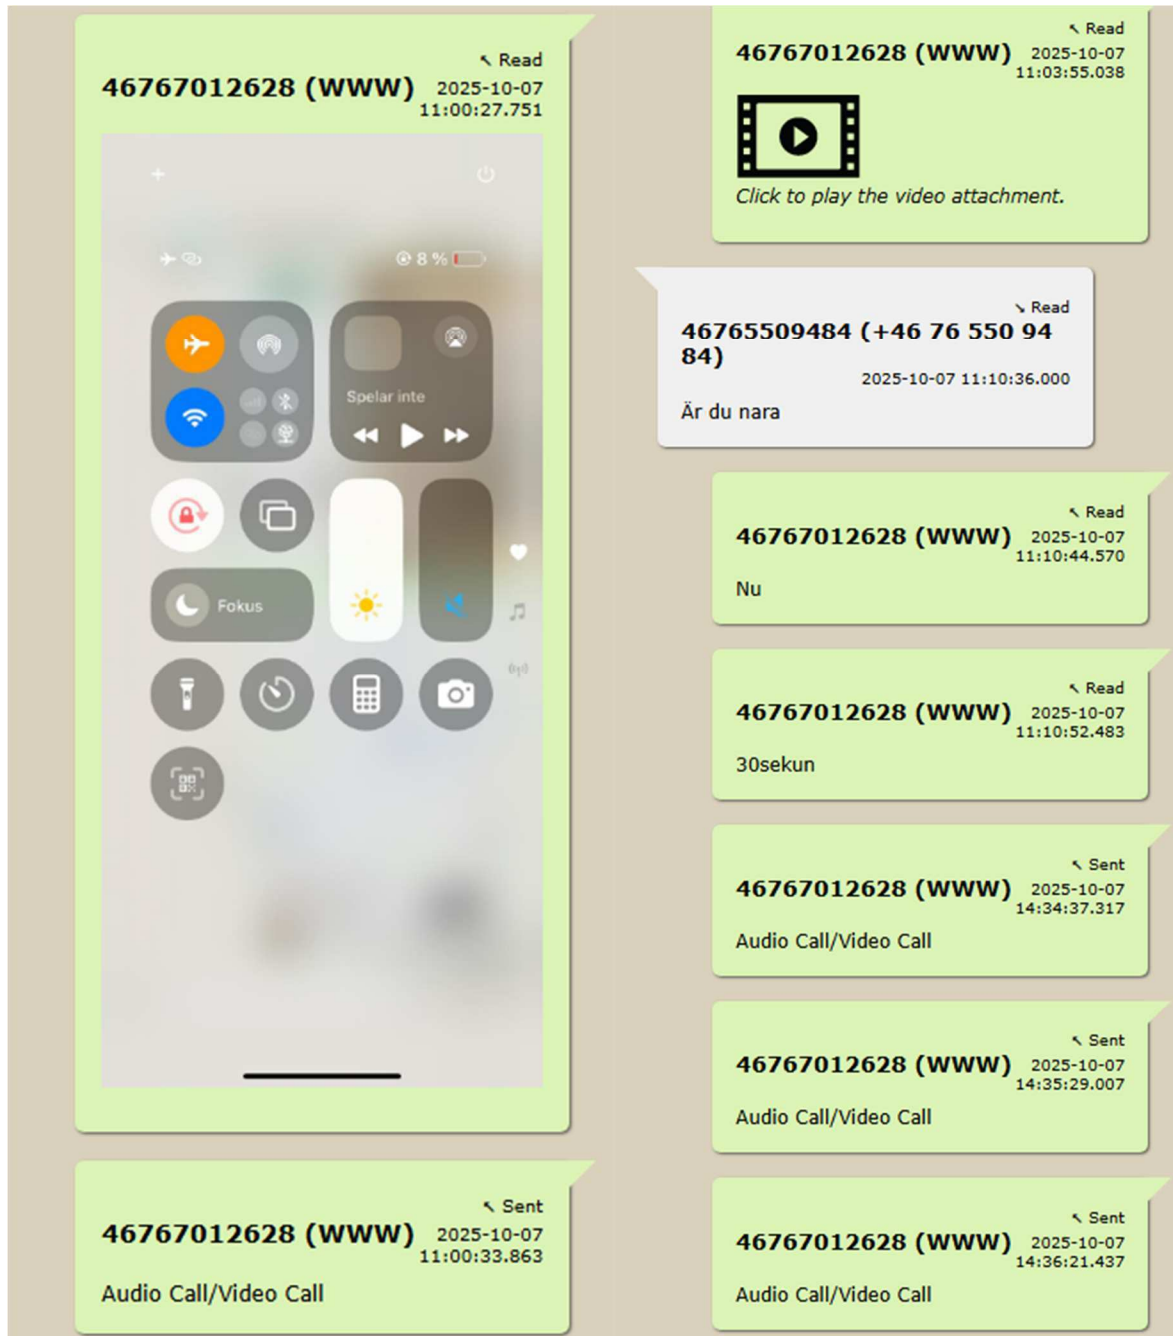 ↖ Read
46767012628 (WWW) 2025-10-07
11:00:27.751
8 %
Spelar inte
Fokus
↖ Sent
46767012628 (WWW) 2025-10-07
11:00:33.863
Audio Call/Video Call
↖ Read
46767012628 (WWW) 2025-10-07
11:03:55.038
Click to play the video attachment.
↘ Read
46765509484 (+46 76 550 94
84)
2025-10-07 11:10:36.000
Är du nara
↖ Read
46767012628 (WWW) 2025-10-07
11:10:44.570
Nu
↖ Read
46767012628 (WWW) 2025-10-07
11:10:52.483
30sekun
↖ Sent
46767012628 (WWW) 2025-10-07
14:34:37.317
Audio Call/Video Call
↖ Sent
46767012628 (WWW) 2025-10-07
14:35:29.007
Audio Call/Video Call
↖ Sent
46767012628 (WWW) 2025-10-07
14:36:21.437
Audio Call/Video Call